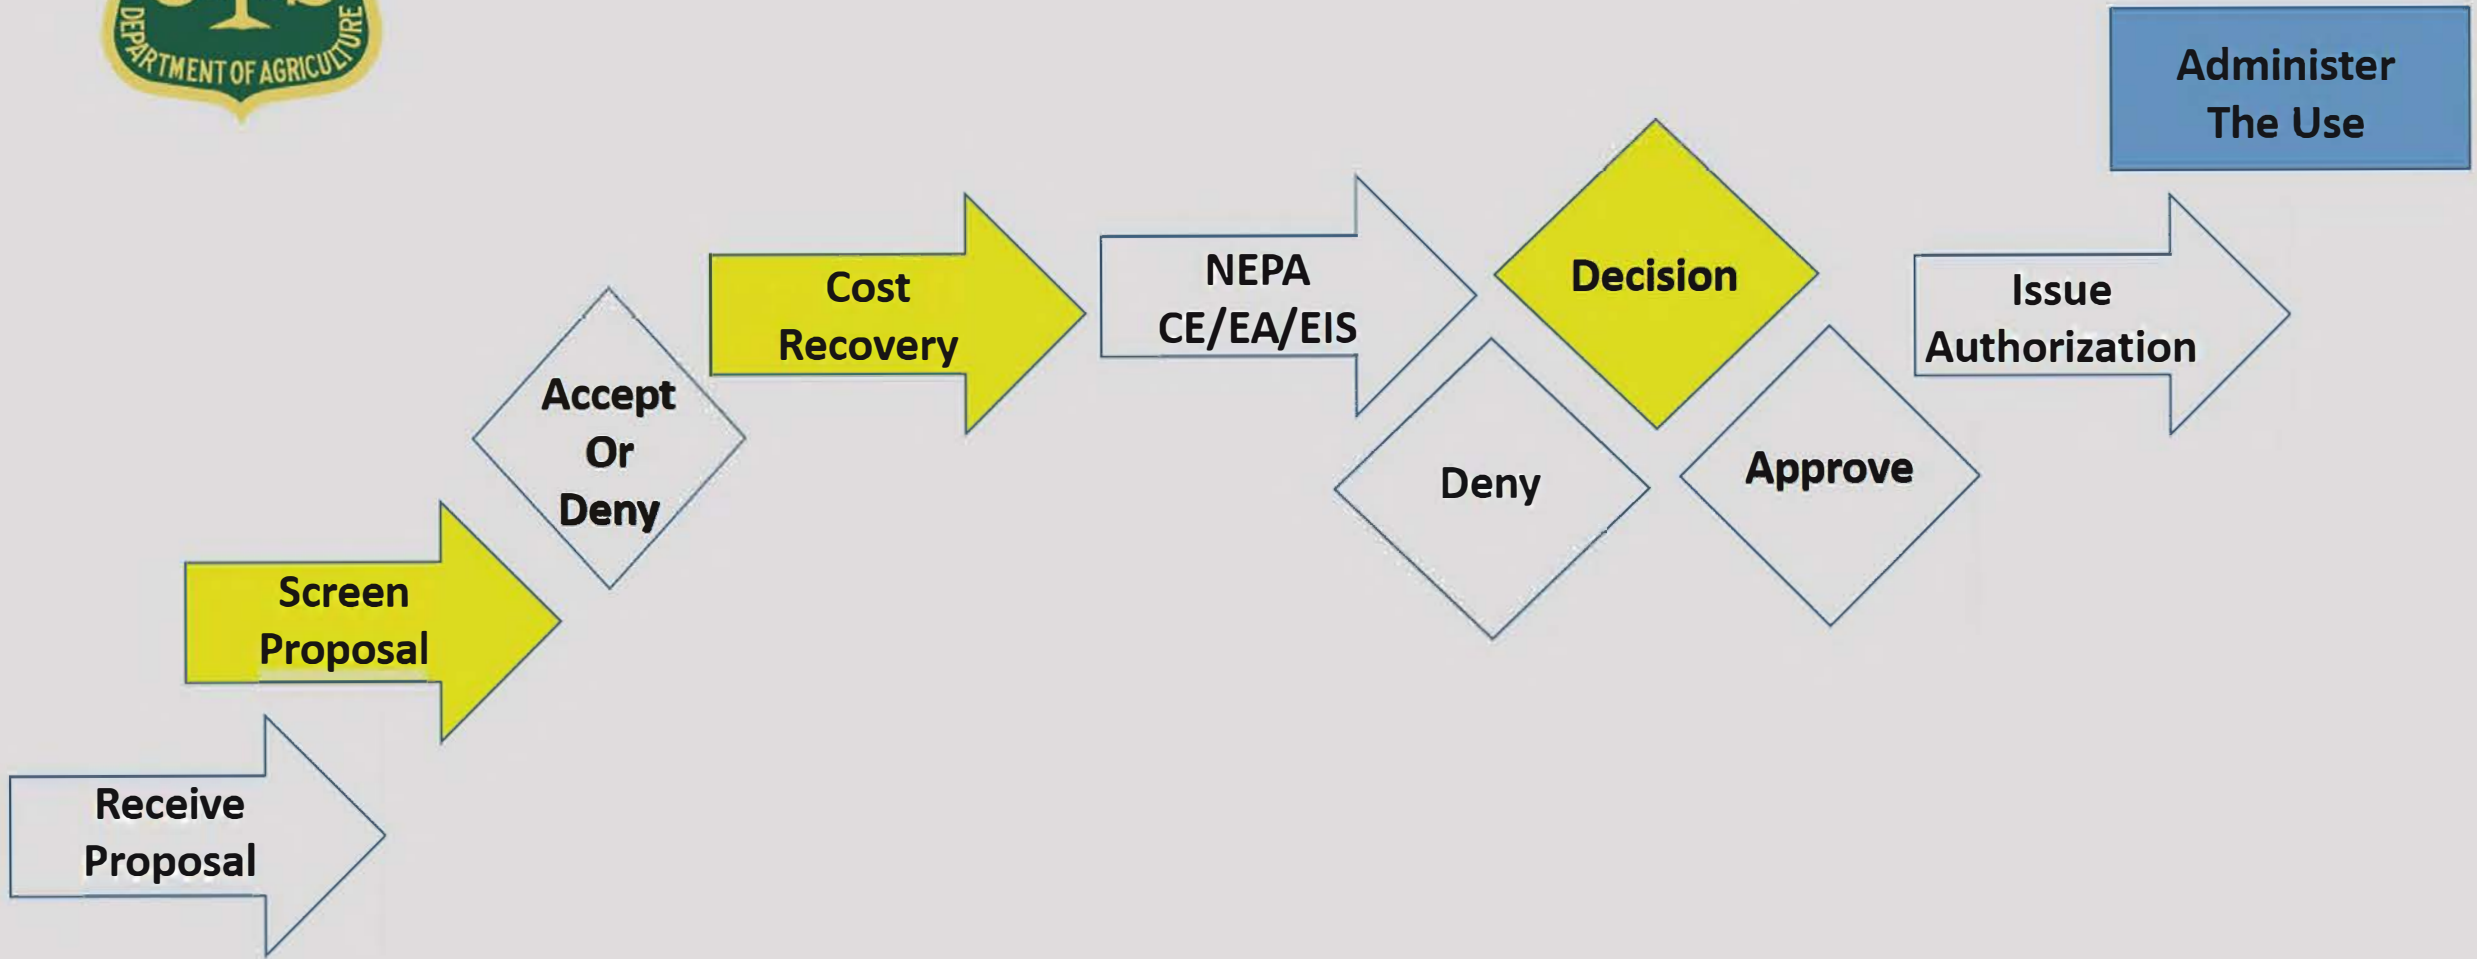 DEPARTMENT OF AGRICULTURE
Administer
The Use
Decision
NEPA
CE/EA/EIS
Cost
Recovery
Issue
Authorization
Accept
Or
Deny
Deny
Approve
Screen
Proposal
Receive
Proposal